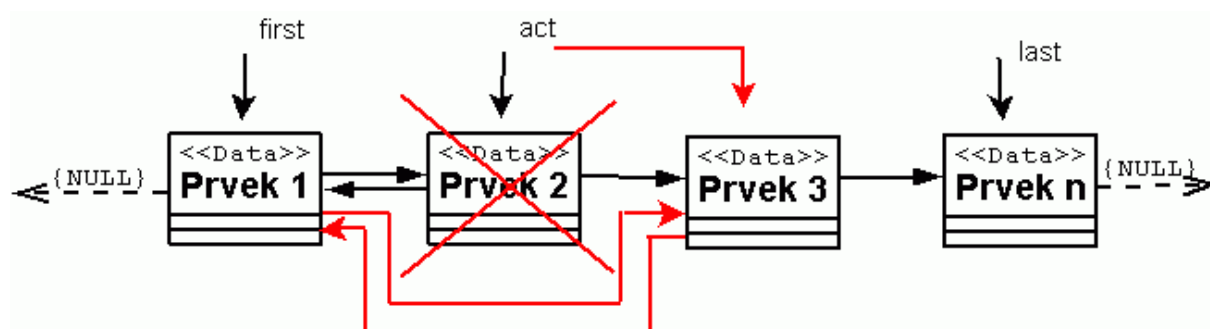 first
act
last
<<Data>>
Prvek 1
<<Data>>
Prvek 2
<<Data>>
Prvek 3
<<Data>>
Prvek n
{NULL}
{NULL}